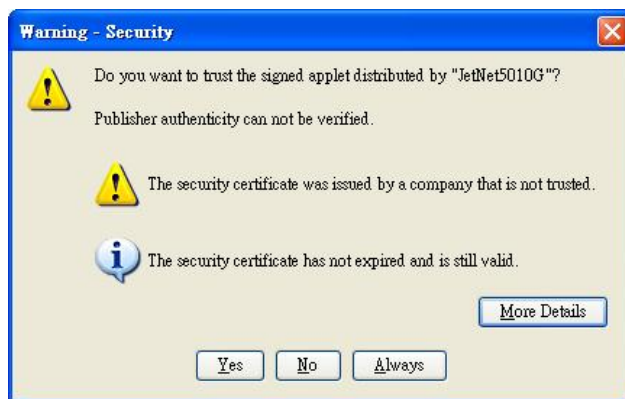 Warning - Security
Do you want to trust the signed applet distributed by "JetNet5010G"?
Publisher authenticity can not be verified.
The security certificate was issued by a company that is not trusted.
The security certificate has not expired and is still valid.
More Details
Yes No Always